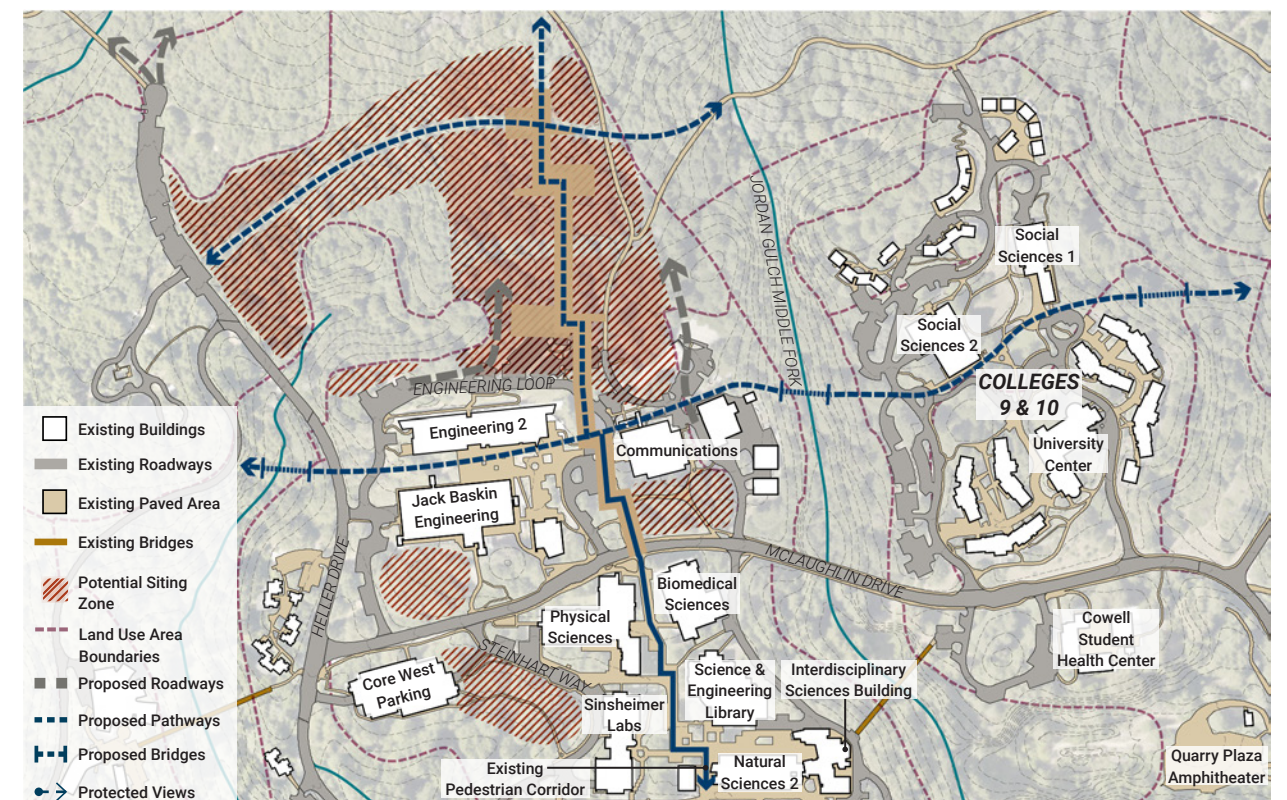 JORDAN GULCH MIDDLE FORK
Social
Sciences 1
Social
Sciences 2
COLLEGES
9 & 10
University
Center
ENGINEERING LOOP
Engineering 2
Communications
Jack Baskin
Engineering
HELLER DRIVE
MCLAUGHLIN DRIVE
Biomedical
Sciences
Physical
Sciences
Cowell
Student
Health Center
STEINHART WAY
Core West
Parking
Science &
Engineering
Library
Interdisciplinary
Sciences Building
Sinsheimer
Labs
Existing
Pedestrian Corridor
Natural
Sciences 2
Quarry Plaza
Amphitheater
Existing Buildings
Existing Roadways
Existing Paved Area
Existing Bridges
Potential Siting
Zone
Land Use Area
Boundaries
Proposed Roadways
Proposed Pathways
Proposed Bridges
Protected Views